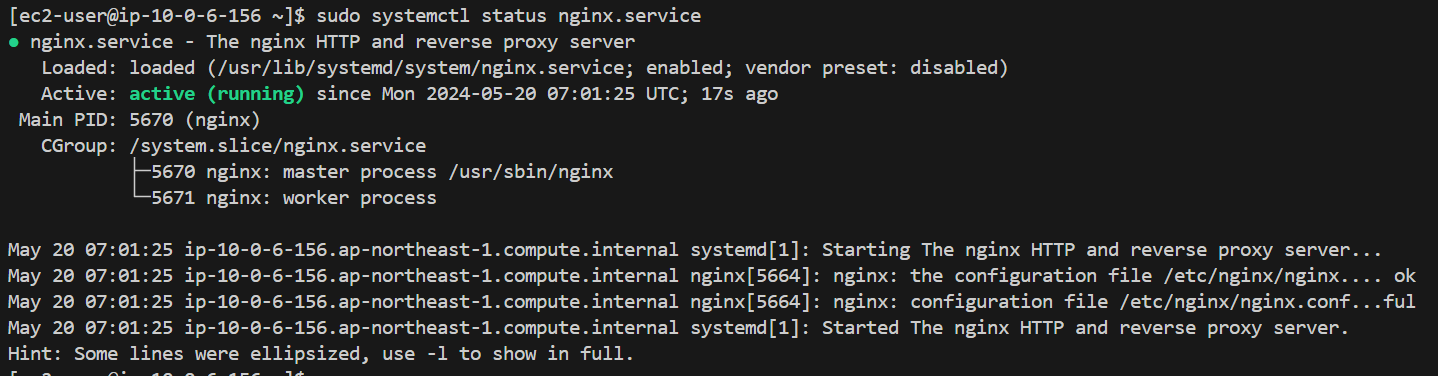 [ec2-user@ip-10-0-6-156 ~]$ sudo systemctl status nginx.service
● nginx.service - The nginx HTTP and reverse proxy server
   Loaded: loaded (/usr/lib/systemd/system/nginx.service; enabled; vendor preset: disabled)
   Active: active (running) since Mon 2024-05-20 07:01:25 UTC; 17s ago
 Main PID: 5670 (nginx)
   CGroup: /system.slice/nginx.service
           ├─5670 nginx: master process /usr/sbin/nginx
           └─5671 nginx: worker process

May 20 07:01:25 ip-10-0-6-156.ap-northeast-1.compute.internal systemd[1]: Starting The nginx HTTP and reverse proxy server...
May 20 07:01:25 ip-10-0-6-156.ap-northeast-1.compute.internal nginx[5664]: nginx: the configuration file /etc/nginx/nginx.... ok
May 20 07:01:25 ip-10-0-6-156.ap-northeast-1.compute.internal nginx[5664]: nginx: configuration file /etc/nginx/nginx.conf...ful
May 20 07:01:25 ip-10-0-6-156.ap-northeast-1.compute.internal systemd[1]: Started The nginx HTTP and reverse proxy server.
Hint: Some lines were ellipsized, use -l to show in full.